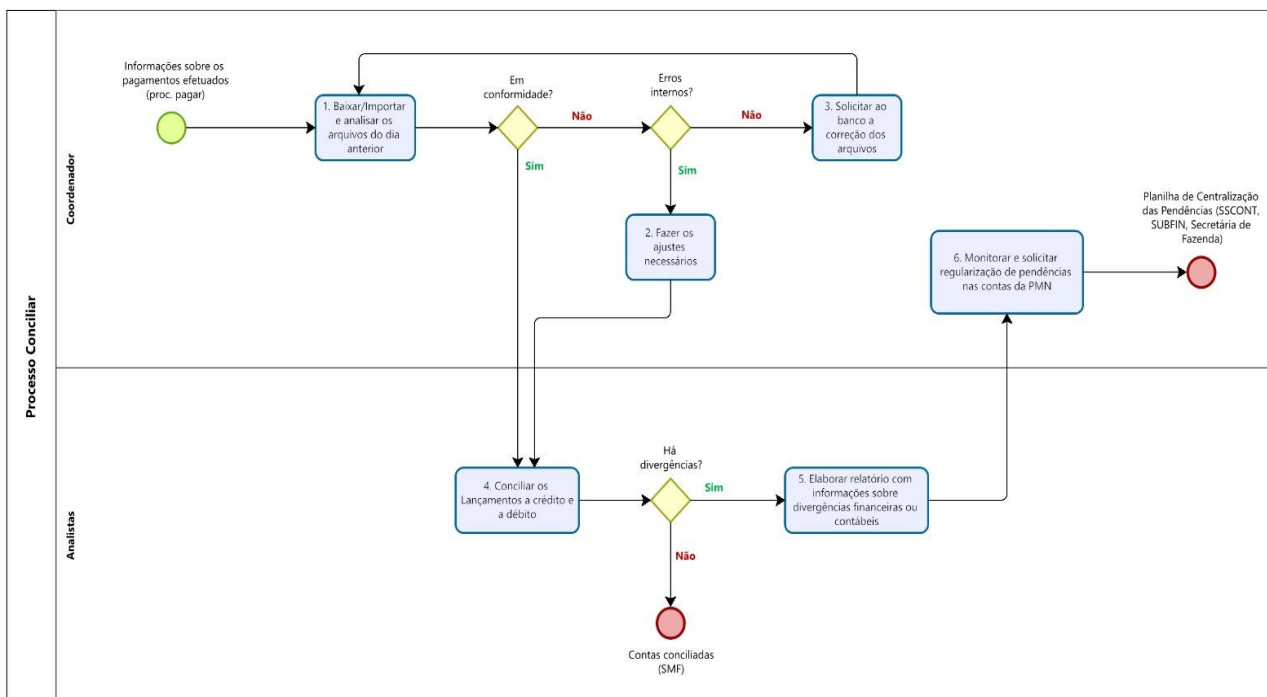 Processo Conciliar
Coordenador
Informações sobre os
pagamentos efetuados
(proc. pagar)
1. Baixar/Importar
e analisar os
arquivos do dia
anterior
Em
conformidade?
Não
Sim
Erros
internos?
Não
Sim
3. Solicitar ao
banco a
correção dos
arquivos
2. Fazer os
ajustes
necessários
6. Monitorar e solicitar
regularização de pendências
nas contas da PMN
Planilha de Centralização
das Pendências (SSCONT,
SUBFIN, Secretária de
Fazenda)
Analistas
4. Conciliar os
Lançamentos a crédito e
a débito
Há
divergências?
Sim
Não
5. Elaborar relatório com
informações sobre
divergências financeiras ou
contábeis
Contas conciliadas
(SMF)